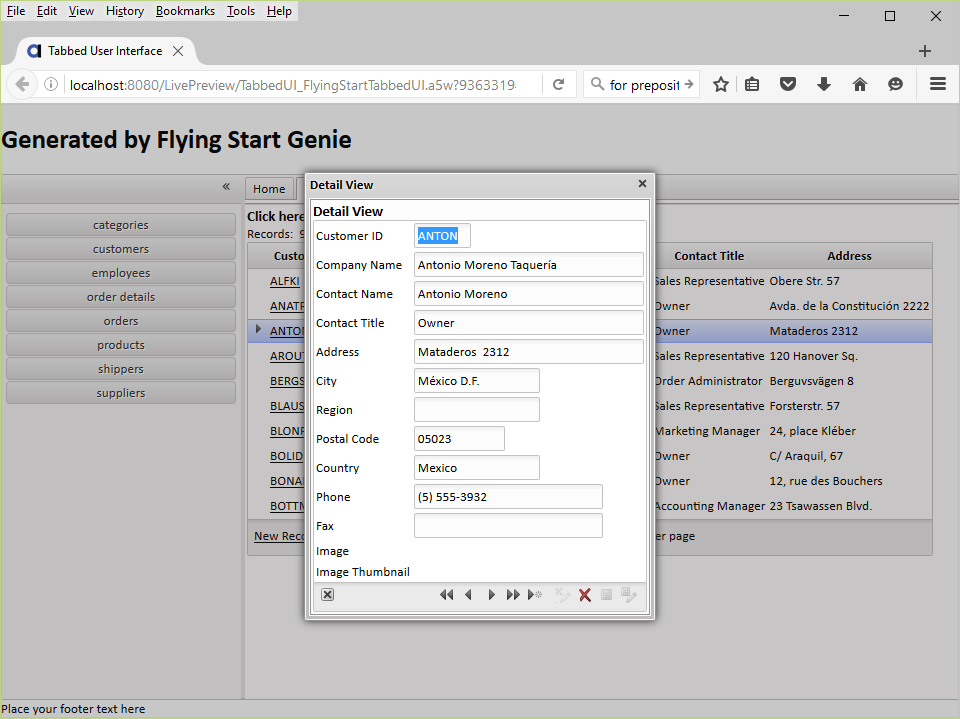 File Edit View History Bookmarks Tools Help
Tabbed User Interface
localhost:8080/LivePreview/TabbedUI_FlyingStartTabbedUI.a5w?9363319
for preposit
Generated by Flying Start Genie
«
Home
categories
customers
employees
order details
orders
products
shippers
suppliers
Click here
Records:
Contact Title Address
ALFKI Sales Representative Obere Str. 57
ANATR Owner Avda. de la Constitución 2222
ANTON Owner Mataderos 2312
AROUT Sales Representative 120 Hanover Sq.
BERGS Order Administrator Berguvsvägen 8
BLAUS Sales Representative Forsterstr. 57
BLONP Marketing Manager 24, place Kléber
BOLID Owner C/ Araquil, 67
BONA Owner 12, rue des Bouchers
BOTTM Accounting Manager 23 Tsawassen Blvd.
New Reco er page
Detail View
Detail View
Customer ID ANTON
Company Name Antonio Moreno Taquería
Contact Name Antonio Moreno
Contact Title Owner
Address Mataderos 2312
City México D.F.
Region
Postal Code 05023
Country Mexico
Phone (5) 555-3932
Fax
Image
Image Thumbnail
Place your footer text here